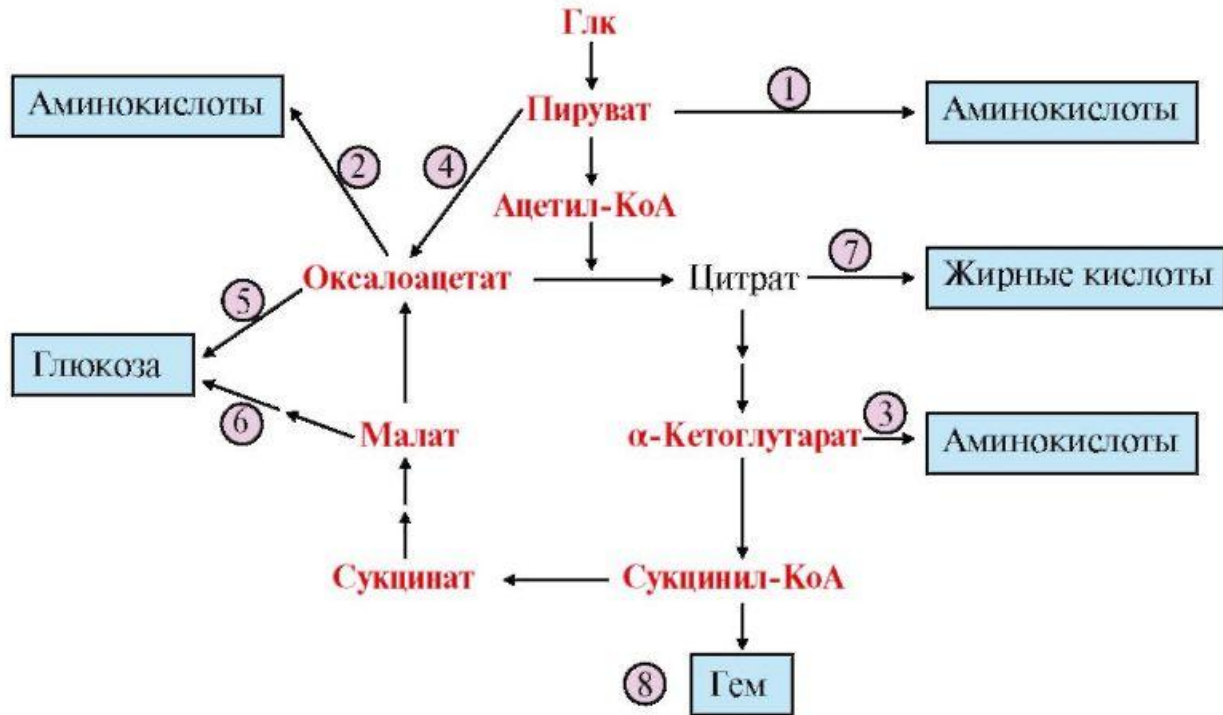 Глк
Аминокислоты
Пируват
1
Аминокислоты
2
4
Ацетил-КоА
Оксалоацетат
Цитрат
7
Жирные кислоты
5
Глюкоза
6
Малат
α-Кетоглутарат
3
Аминокислоты
Сукцинат
Сукцинил-КоА
8
Гем